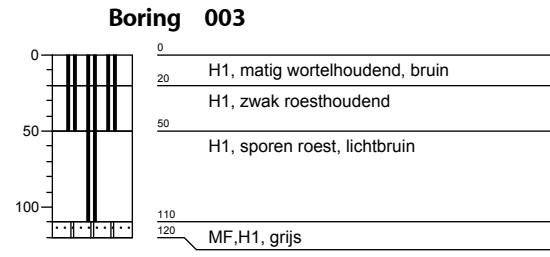 Boring 003
0
0
H1, matig wortelhoudend, bruin
20
H1, zwak roesthoudend
50
50
H1, sporen roest, lichtbruin
100
110
120
MF,H1, grijs